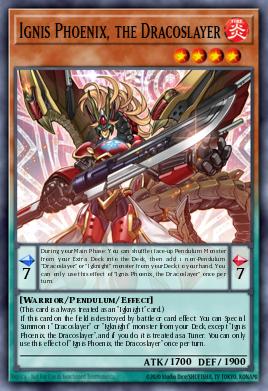 IGNIS PHOENIX, THE DRACOSLAYER
炎
During your Main Phase: You can shuffle 1 face-up Pendulum Monster
from your Extra Deck into the Deck, then add 1 non-Pendulum
"Dracoslayer" or "Igknight" monster from your Deck to your hand. You can
only use this effect of "Ignis Phoenix, the Dracoslayer" once per
turn.
7
7
[WARRIOR/PENDULUM/EFFECT]
(This card is always treated as an "Igknight" card.)
If this card on the field is destroyed by battle or card effect: You can Special
Summon 1 "Dracoslayer" or "Igknight" monster from your Deck, except "Ignis
Phoenix, the Dracoslayer", and if you do, it is treated as a Tuner. You can only
use this effect of "Ignis Phoenix, the Dracoslayer" once per turn.
ATK/1700 DEF/1900